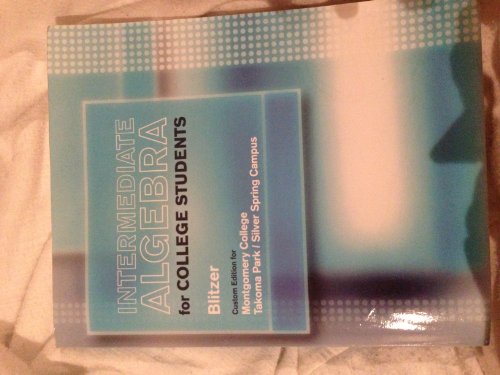 INTERMEDIATE
ALGEBRA
for COLLEGE STUDENTS
Blitzer
Custom Edition for
Montgomery College
Takoma Park / Silver Spring Campus